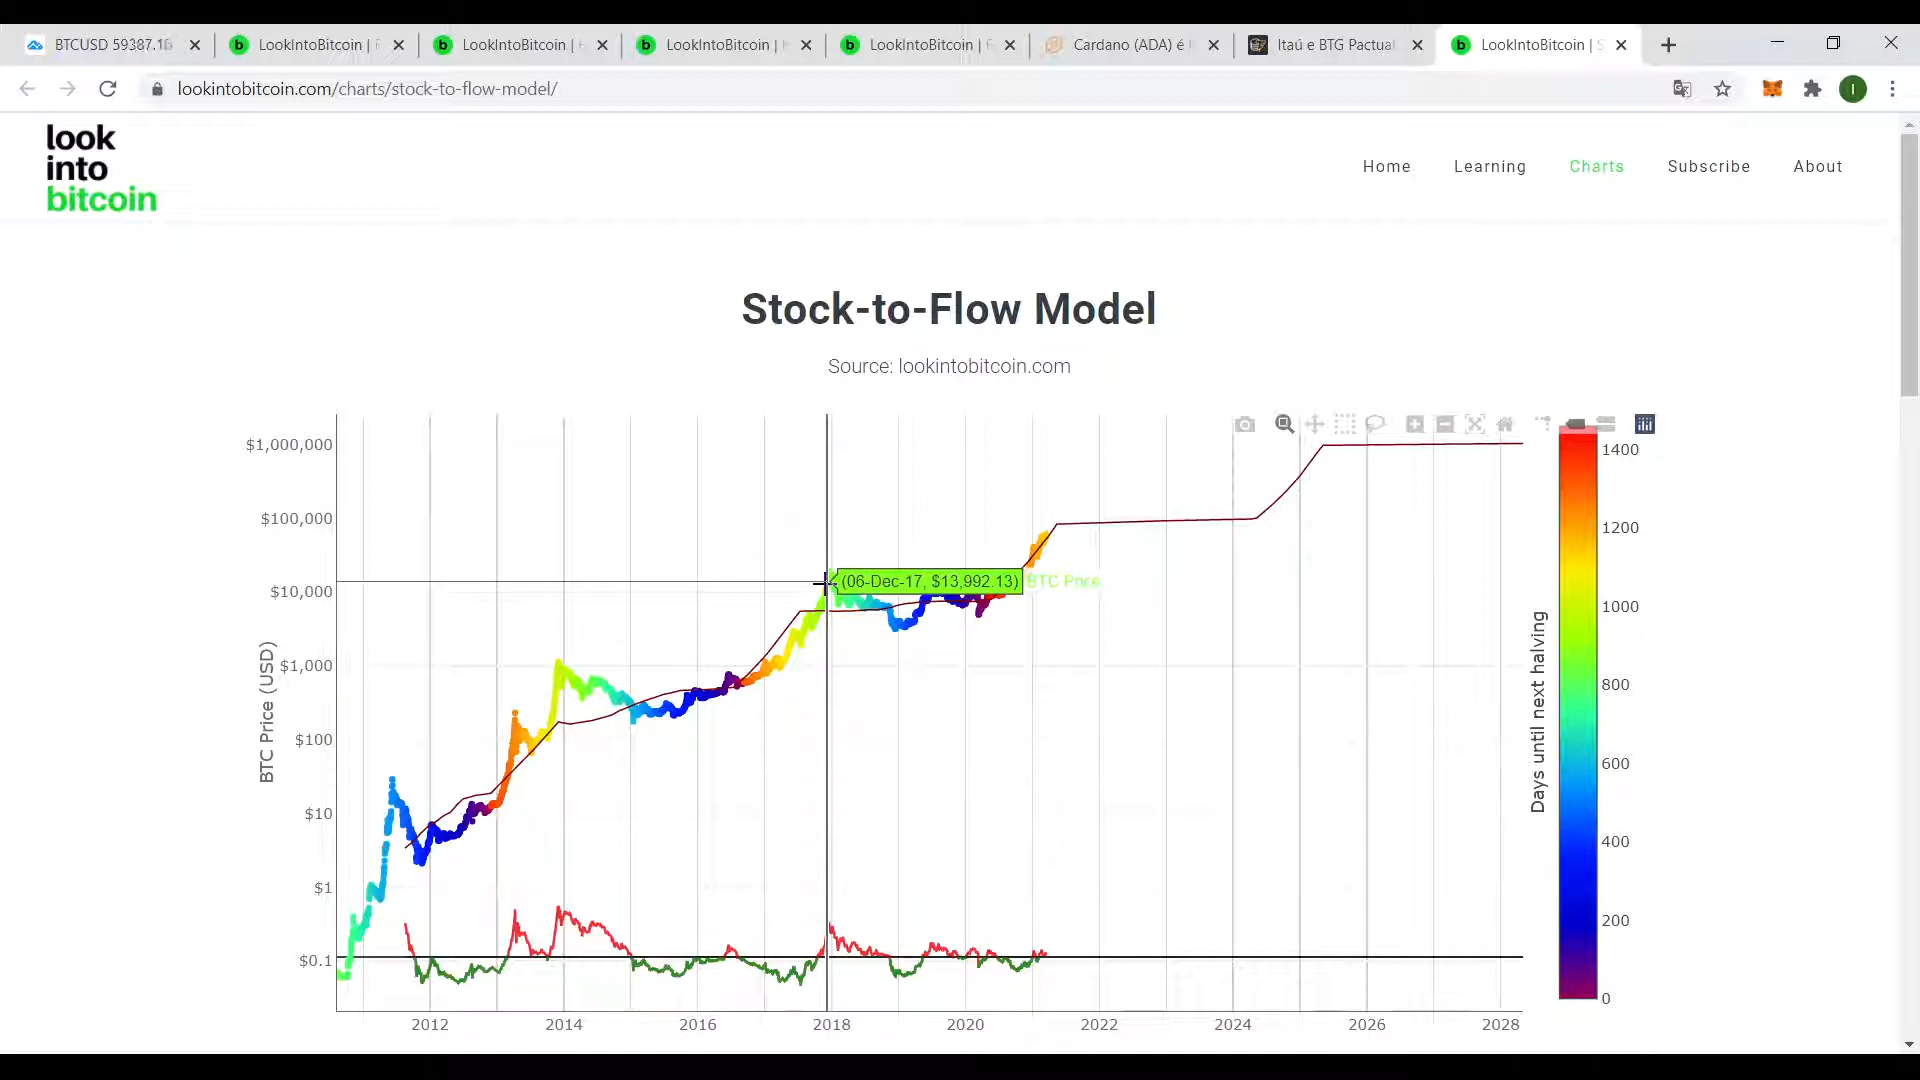 BTCUSD 59387.16
LookIntoBitcoin |
LookIntoBitcoin |
LookIntoBitcoin |
LookIntoBitcoin |
Cardano (ADA) é
Itaú e BTG Pactual
LookIntoBitcoin | S
lookintobitcoin.com/charts/stock-to-flow-model/
I
look
into
bitcoin
Home
Learning
Charts
Subscribe
About
Stock-to-Flow Model
Source: lookintobitcoin.com
$1,000,000
$100,000
$10,000
$1,000
$100
$10
$1
$0.1
BTC Price (USD)
(06-Dec-17, $13,992.13)
BTC Price
2012
2014
2016
2018
2020
2022
2024
2026
2028
Days until next halving
1400
1200
1000
800
600
400
200
0